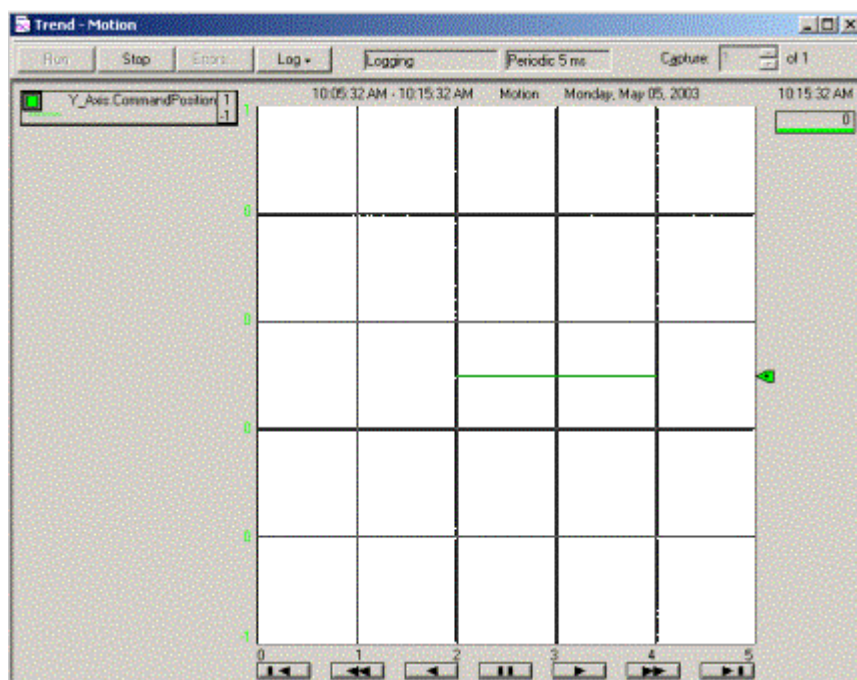 Trend - Motion
Run Stop Errors Log Logging Periodic 5 ms Capture: 1 of 1
Y_Axis.CommandPosition 1
-1
10:05:32 AM - 10:15:32 AM Motion Monday, May 05, 2003 10:15:32 AM
0
1
0
0
0
0
-1
0 1 2 3 4 5